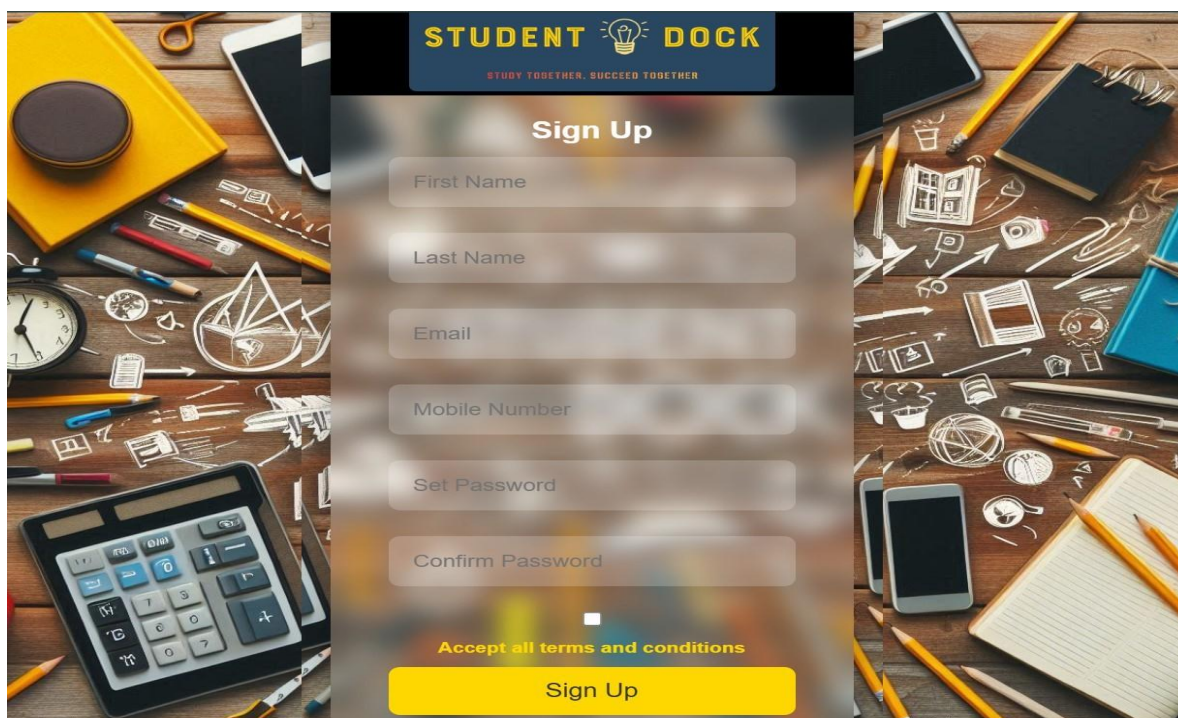 STUDENT DOCK
STUDY TOGETHER, SUCCEED TOGETHER
Sign Up
First Name
Last Name
Email
Mobile Number
Set Password
Confirm Password
Accept all terms and conditions
Sign Up